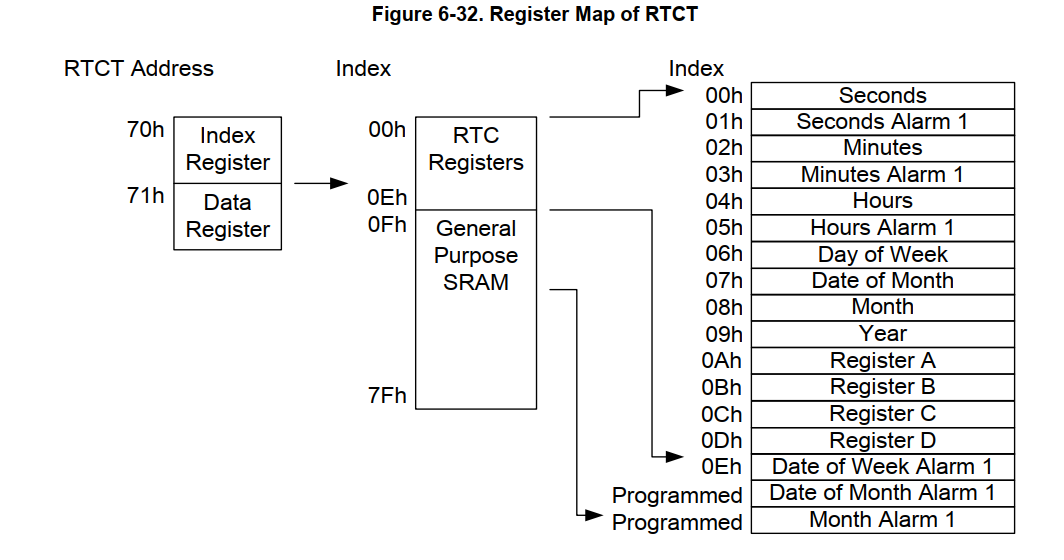 Figure 6-32. Register Map of RTCT
RTCT Address
70h
Index
Register
71h
Data
Register
Index
00h
RTC
Registers
0Eh
0Fh
General
Purpose
SRAM
7Fh
Index
00h Seconds
01h Seconds Alarm 1
02h Minutes
03h Minutes Alarm 1
04h Hours
05h Hours Alarm 1
06h Day of Week
07h Date of Month
08h Month
09h Year
0Ah Register A
0Bh Register B
0Ch Register C
0Dh Register D
0Eh Date of Week Alarm 1
Programmed Date of Month Alarm 1
Programmed Month Alarm 1